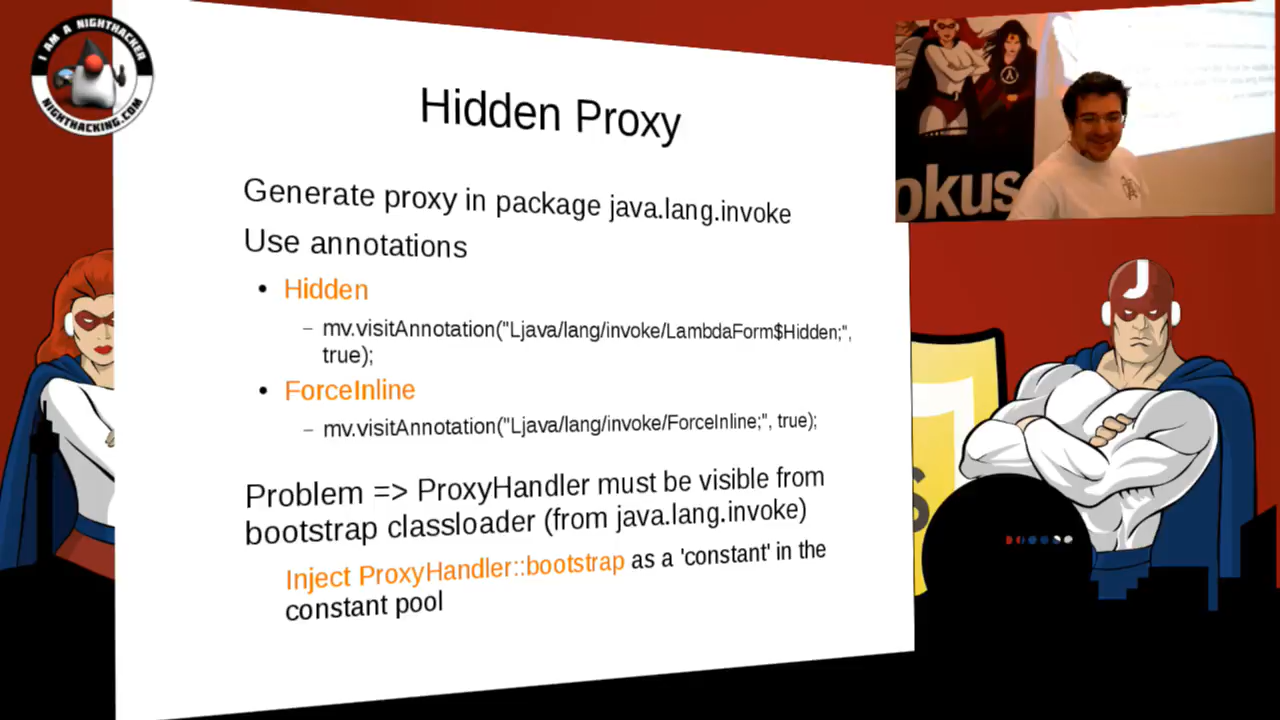 I AM A NIGHTHACKER
NIGHTHACKING.COM
Hidden Proxy
Generate proxy in package java.lang.invoke
Use annotations
• Hidden
– mv.visitAnnotation("Ljava/lang/invoke/LambdaForm$Hidden;",
true);
• ForceInline
– mv.visitAnnotation("Ljava/lang/invoke/ForceInline;", true);
Problem => ProxyHandler must be visible from
bootstrap classloader (from java.lang.invoke)
Inject ProxyHandler::bootstrap as a 'constant' in the
constant pool
okus
J
S